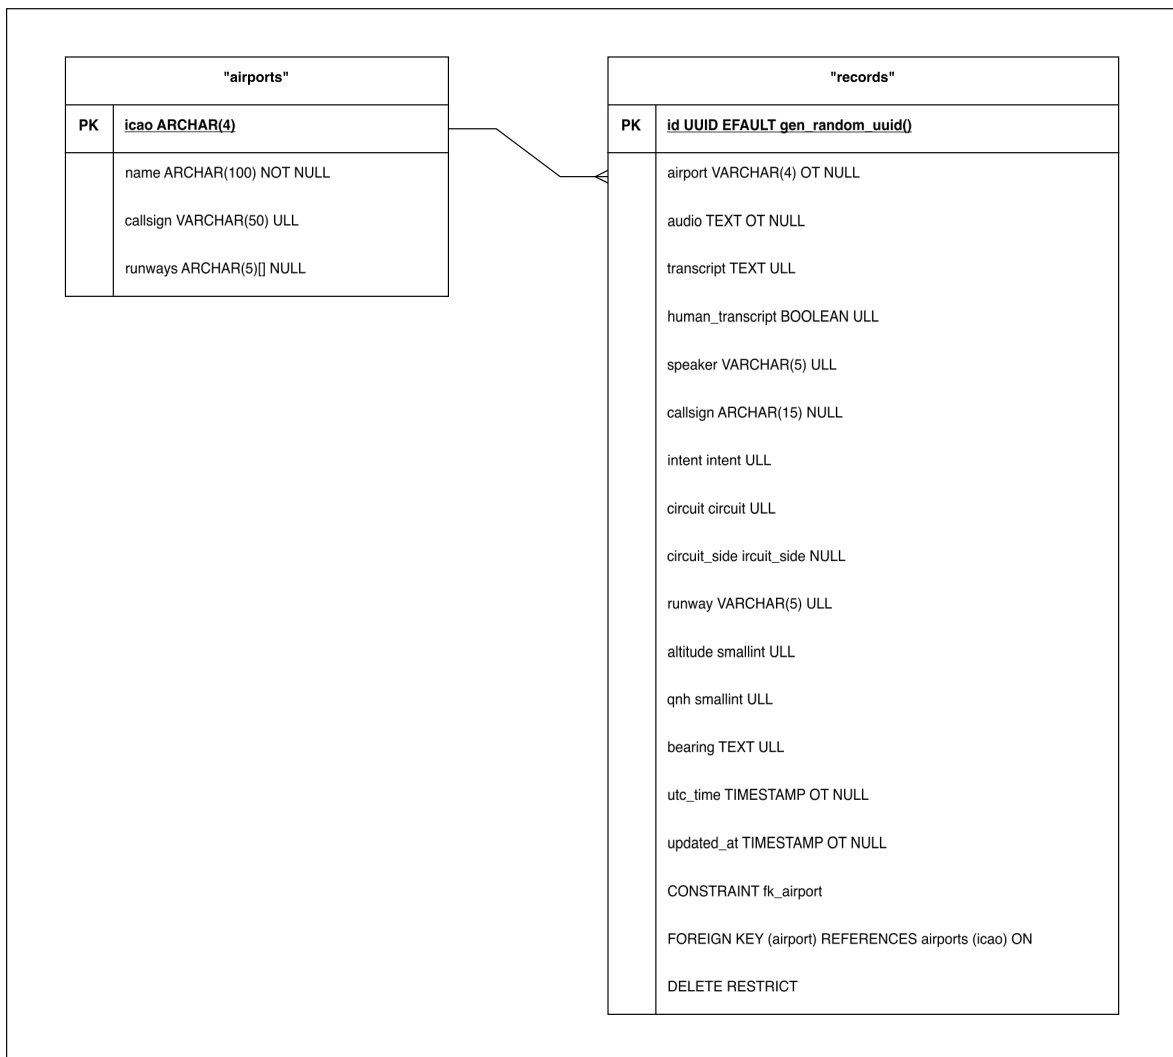 "airports"
PK icao ARCHAR(4)
name ARCHAR(100) NOT NULL
callsign VARCHAR(50) ULL
runways ARCHAR(5)[] NULL
"records"
PK id UUID EFAULT gen_random_uuid()
airport VARCHAR(4) OT NULL
audio TEXT OT NULL
transcript TEXT ULL
human_transcript BOOLEAN ULL
speaker VARCHAR(5) ULL
callsign ARCHAR(15) NULL
intent intent ULL
circuit circuit ULL
circuit_side ircuit_side NULL
runway VARCHAR(5) ULL
altitude smallint ULL
qnh smallint ULL
bearing TEXT ULL
utc_time TIMESTAMP OT NULL
updated_at TIMESTAMP OT NULL
CONSTRAINT fk_airport
FOREIGN KEY (airport) REFERENCES airports (icao) ON
DELETE RESTRICT